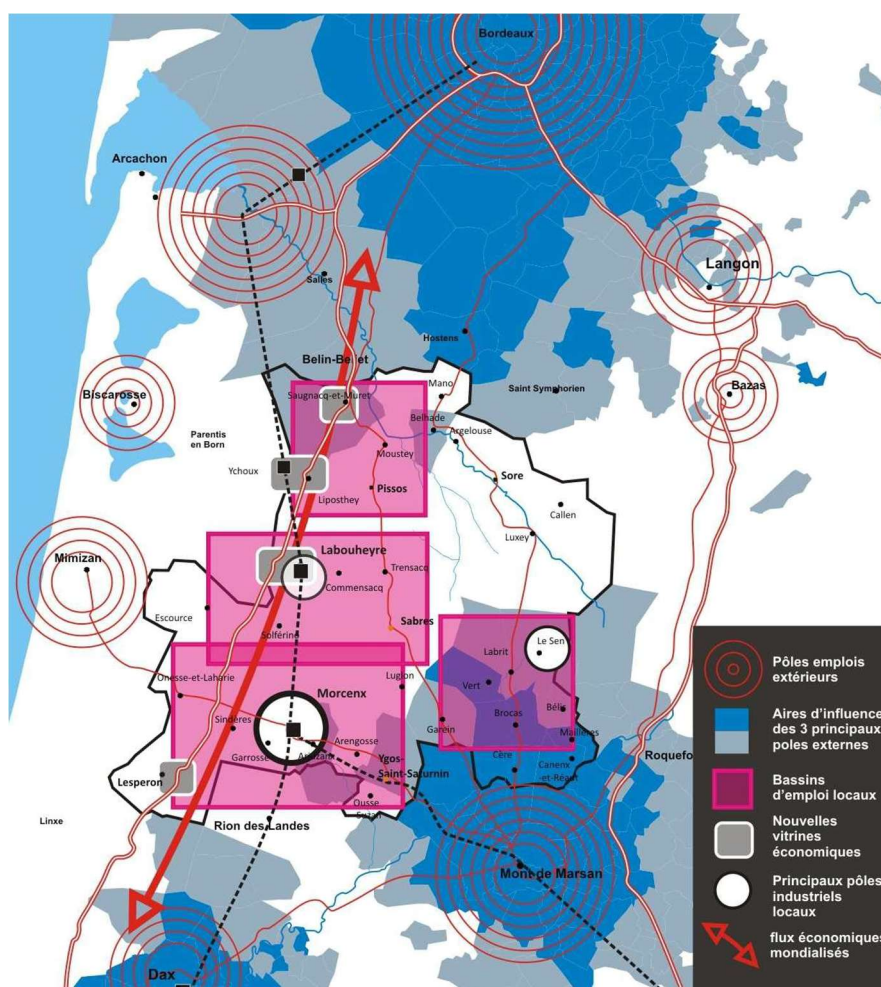 Bordeaux
Arcachon
Langon
Salles
Hostens
Belin-Beliet
Mano
Saint Symphorien
Bazas
Biscarosse
Saugnacq-et-Muret
Belhade
Argelouse
Parentis
en Born
Moustey
Ychoux
Liposthey
Pissos
Sore
Callen
Luxey
Labouheyre
Mimizan
Trensacq
Commensacq
Escource
Solférino
Sabres
Le Sen
Labrit
Lugion
Vert
Onesse-et-Laharie
Morcenx
Brocas
Bélis
Sindères
Garein
Maillères
Arengosse
Garrosse
Ygos-
Saint-Saturnin
Cère
Canenx
-et-Réaut
Roquefo
Lesperon
Ousse
Suzan
Linxe
Rion des Landes
Mont de Marsan
Dax
Pôles emplois
extérieurs
Aires d'influence
des 3 principaux
poles externes
Bassins
d'emploi locaux
Nouvelles
vitrines
économiques
Principaux pôles
industriels
locaux
flux économiques
mondialisés